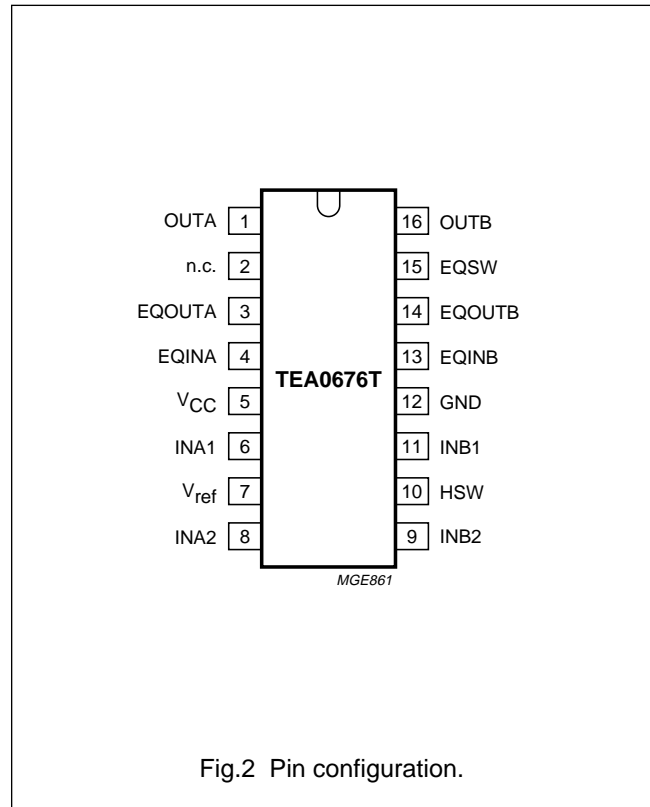 OUTA 1 16 OUTB
n.c. 2 15 EQSW
EQOUTA 3 14 EQOUTB
EQINA 4 13 EQINB
TEA0676T
VCC 5 12 GND
INA1 6 11 INB1
Vref 7 10 HSW
INA2 8 9 INB2
MGE861
Fig.2 Pin configuration.